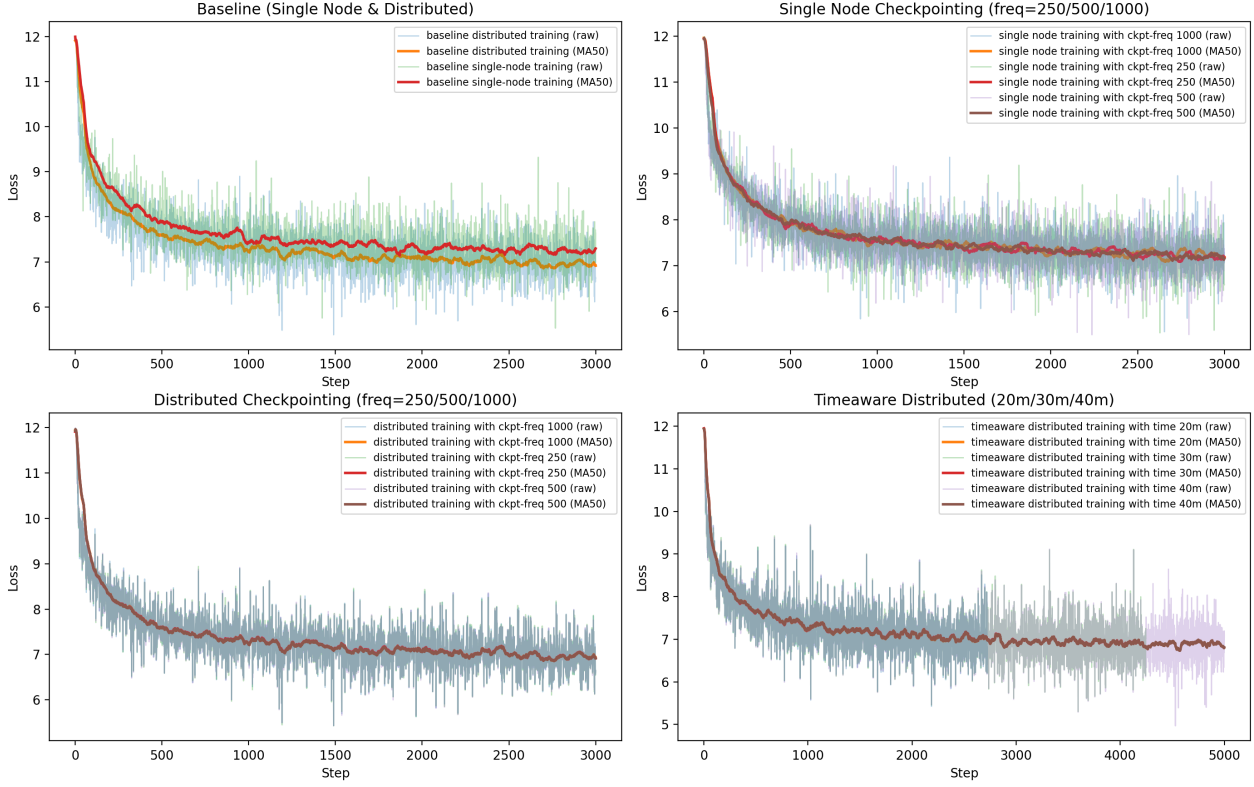 Baseline (Single Node & Distributed)
baseline distributed training (raw)
baseline distributed training (MA50)
baseline single-node training (raw)
baseline single-node training (MA50)
Loss
12
11
10
9
8
7
6
0
500
1000
1500
2000
2500
3000
Step
Single Node Checkpointing (freq=250/500/1000)
single node training with ckpt-freq 1000 (raw)
single node training with ckpt-freq 1000 (MA50)
single node training with ckpt-freq 250 (raw)
single node training with ckpt-freq 250 (MA50)
single node training with ckpt-freq 500 (raw)
single node training with ckpt-freq 500 (MA50)
Loss
12
11
10
9
8
7
6
0
500
1000
1500
2000
2500
3000
Step
Distributed Checkpointing (freq=250/500/1000)
distributed training with ckpt-freq 1000 (raw)
distributed training with ckpt-freq 1000 (MA50)
distributed training with ckpt-freq 250 (raw)
distributed training with ckpt-freq 250 (MA50)
distributed training with ckpt-freq 500 (raw)
distributed training with ckpt-freq 500 (MA50)
Loss
12
11
10
9
8
7
6
0
500
1000
1500
2000
2500
3000
Step
Timeaware Distributed (20m/30m/40m)
timeaware distributed training with time 20m (raw)
timeaware distributed training with time 20m (MA50)
timeaware distributed training with time 30m (raw)
timeaware distributed training with time 30m (MA50)
timeaware distributed training with time 40m (raw)
timeaware distributed training with time 40m (MA50)
Loss
12
11
10
9
8
7
6
5
0
1000
2000
3000
4000
5000
Step